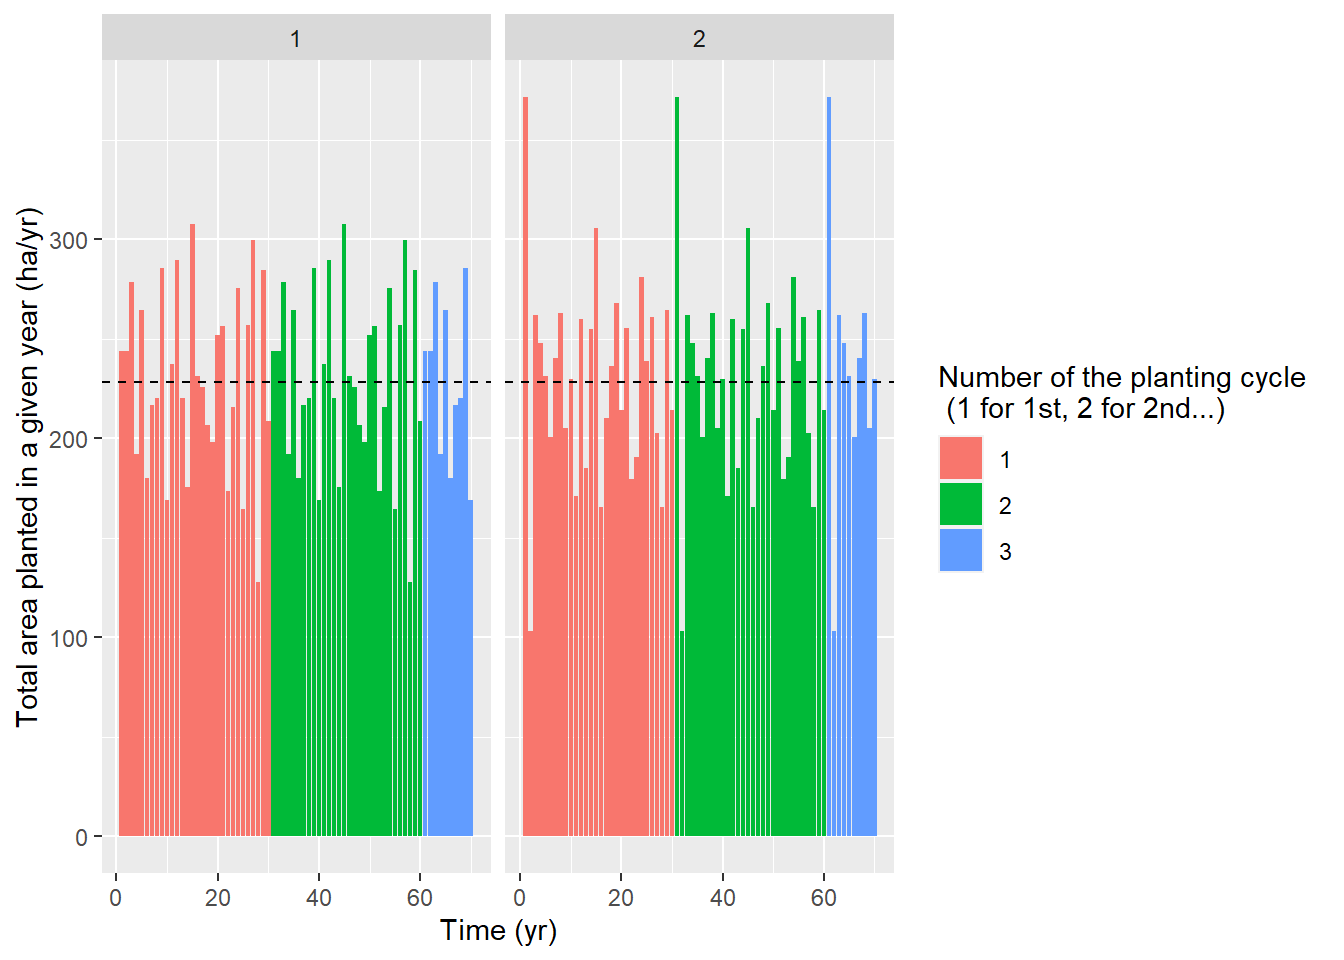 1
2
Total area planted in a given year (ha/yr)
300
200
100
0
0 20 40 60
0 20 40 60
Time (yr)
Number of the planting cycle
(1 for 1st, 2 for 2nd...)
1
2
3